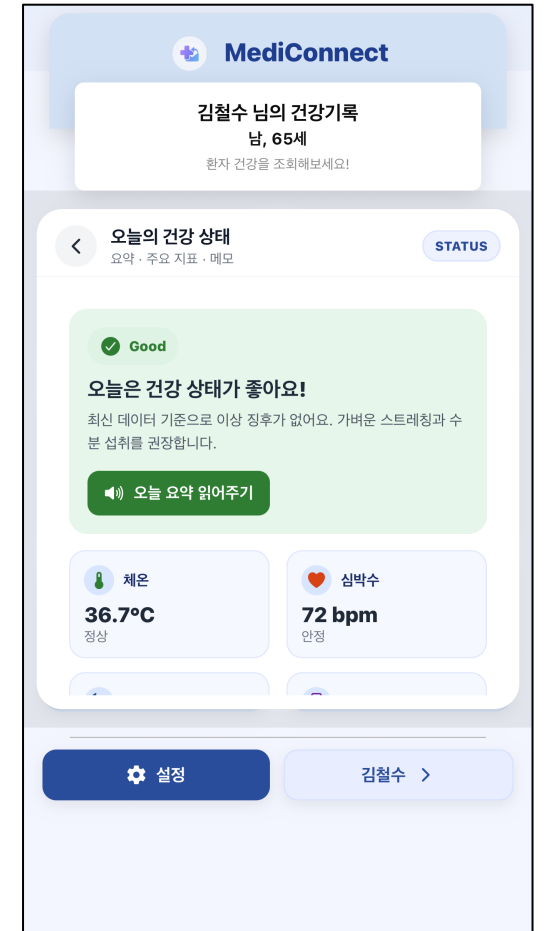 MediConnect
김철수 님의 건강기록
남, 65세
환자 건강을 조회해보세요!
오늘의 건강 상태
요약 · 주요 지표 · 메모
STATUS
Good
오늘은 건강 상태가 좋아요!
최신 데이터 기준으로 이상 징후가 없어요. 가벼운 스트레칭과 수
분 섭취를 권장합니다.
오늘 요약 읽어주기
체온
36.7°C
정상
심박수
72 bpm
안정
설정
김철수